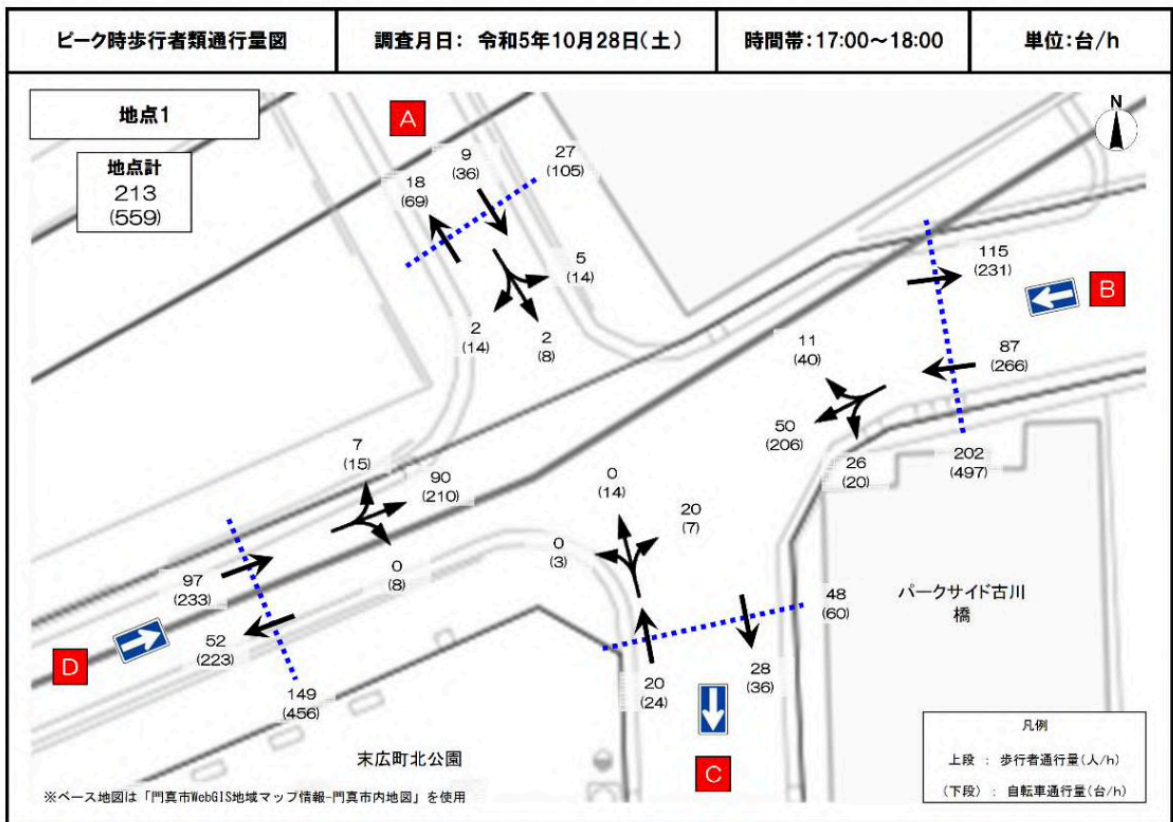 ピーク時歩行者類通行量図
調査月日: 令和5年10月28日(土)
時間帯:17:00～18:00
単位:台/h
地点1
地点計
213
(559)
A
N
9
(36)
27
(105)
18
(69)
5
(14)
2
(14)
2
(8)
115
(231)
B
87
(266)
11
(40)
50
(206)
26
(20)
202
(497)
7
(15)
90
(210)
0
(14)
20
(7)
0
(3)
0
(8)
97
(233)
52
(223)
D
149
(456)
48
(60)
20
(24)
28
(36)
C
パークサイド古川
橋
末広町北公園
凡例
上段 : 歩行者通行量(人/h)
(下段) : 自転車通行量(台/h)
※ベース地図は「門真市WebGIS地域マップ情報-門真市内地図」を使用